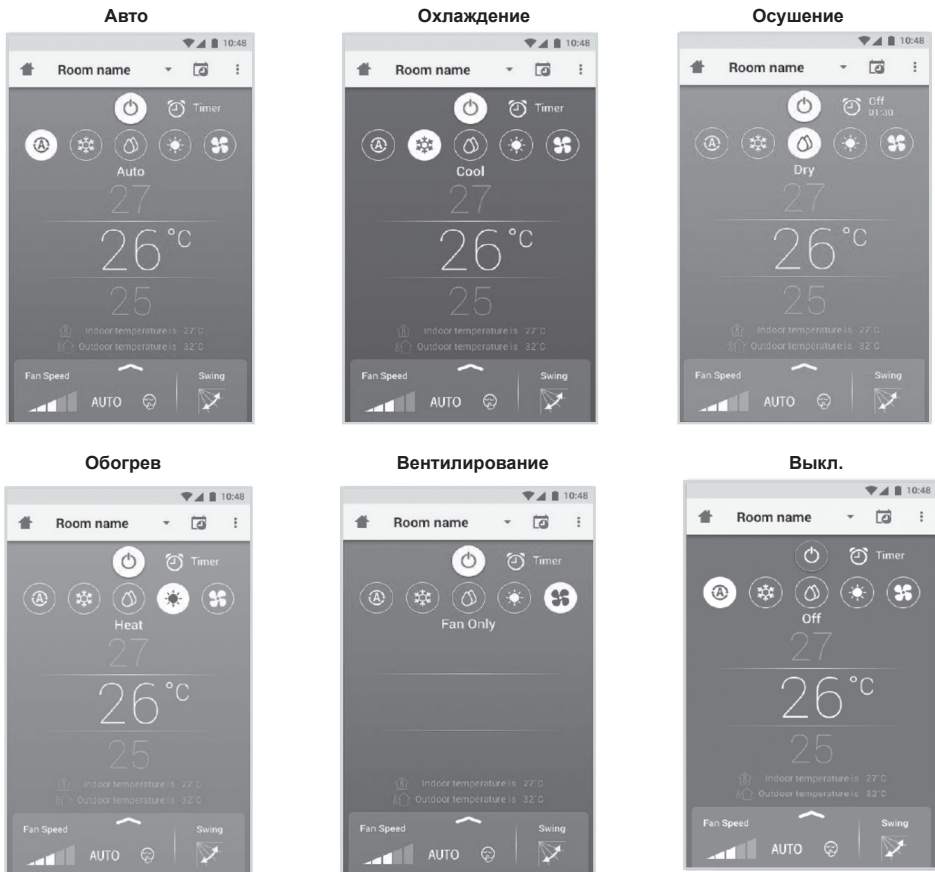 Авто
10:48
Room name
Timer
Auto
27
26°C
25
Indoor temperature is 27°C
Outdoor temperature is 32°C
Fan Speed
Swing
AUTO
Охлаждение
10:48
Room name
Timer
Cool
27
26°C
25
Indoor temperature is 27°C
Outdoor temperature is 32°C
Fan Speed
Swing
AUTO
Осушение
10:48
Room name
Off
01:30
Dry
27
26°C
25
Indoor temperature is 27°C
Outdoor temperature is 32°C
Fan Speed
Swing
AUTO
Обогрев
10:48
Room name
Timer
Heat
27
26°C
25
Indoor temperature is 27°C
Outdoor temperature is 32°C
Fan Speed
Swing
AUTO
Вентилирование
10:48
Room name
Timer
Fan Only
Indoor temperature is 27°C
Outdoor temperature is 32°C
Fan Speed
Swing
AUTO
Выкл.
10:48
Room name
Timer
Off
27
26°C
25
Indoor temperature is 27°C
Outdoor temperature is 32°C
Fan Speed
Swing
AUTO